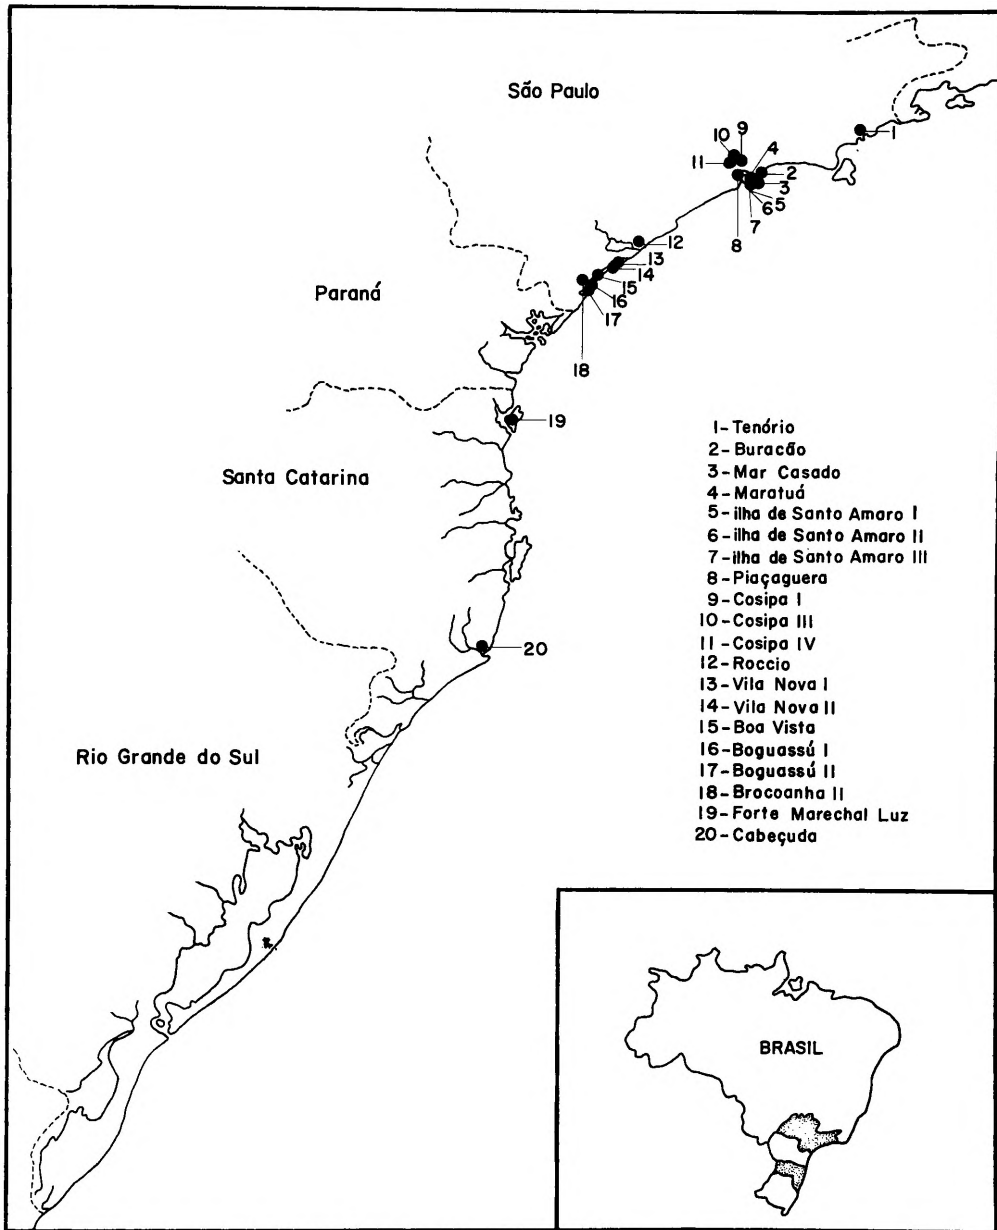 São Paulo
10
9
4
1
11
2
3
5
6
7
8
12
13
14
15
16
17
18
Paraná
19
Santa Catarina
20
Rio Grande do Sul
1-Tenório
2-Buracão
3-Mar Casado
4-Maratuá
5-ilha de Santo Amaro I
6-ilha de Santo Amaro II
7-ilha de Santo Amaro III
8-Piaçaguera
9-Cosipa I
10-Cosipa III
11-Cosipa IV
12-Roccio
13-Vila Nova I
14-Vila Nova II
15-Boa Vista
16-Boguassú I
17-Boguassú II
18-Brocoanha II
19-Forte Marechal Luz
20-Cabeçuda
BRASIL